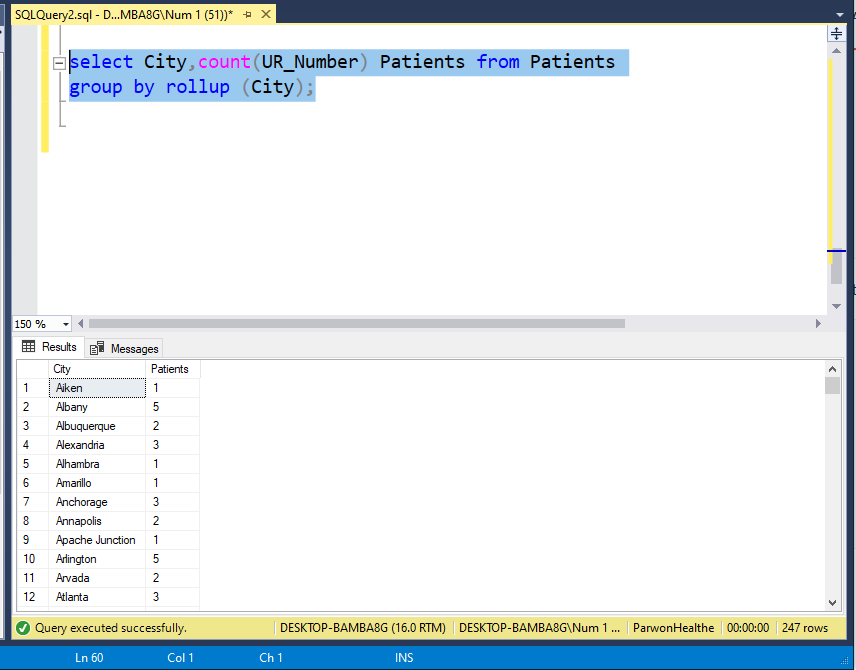 SQLQuery2.sql - D...MBA8G\Num 1 (51))*
select City,count(UR_Number) Patients from Patients
group by rollup (City);
150 %
Results Messages
City Patients
1 Aiken 1
2 Albany 5
3 Albuquerque 2
4 Alexandria 3
5 Alhambra 1
6 Amarillo 1
7 Anchorage 3
8 Annapolis 2
9 Apache Junction 1
10 Arlington 5
11 Arvada 2
12 Atlanta 3
Query executed successfully. DESKTOP-BAMBA8G (16.0 RTM) DESKTOP-BAMBA8G\Num 1 ... ParwonHealthe 00:00:00 247 rows
Ln 60 Col 1 Ch 1 INS